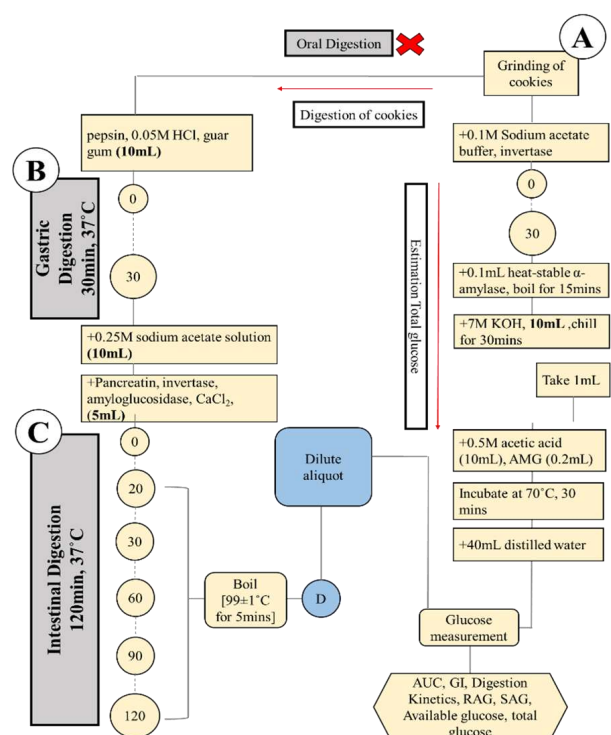 Oral Digestion
A
Grinding of
cookies
Digestion of cookies
pepsin, 0.05M HCl, guar
gum (10mL)
B
Gastric
Digestion
30min, 37˚C
0
30
+0.25M sodium acetate solution
(10mL)
+Pancreatin, invertase,
amyloglucosidase, CaCl₂,
(5mL)
C
Intestinal Digestion
120min, 37˚C
0
20
30
60
90
120
Boil
[99±1˚C
for 5mins]
D
Dilute
aliquot
+0.1M Sodium acetate
buffer, invertase
0
30
Estimation Total glucose
+0.1mL heat-stable α-
amylase, boil for 15mins
+7M KOH, 10mL ,chill
for 30mins
Take 1mL
+0.5M acetic acid
(10mL), AMG (0.2mL)
Incubate at 70˚C, 30
mins
+40mL distilled water
Glucose
measurement
AUC, GI, Digestion
Kinetics, RAG, SAG,
Available glucose, total
glucose